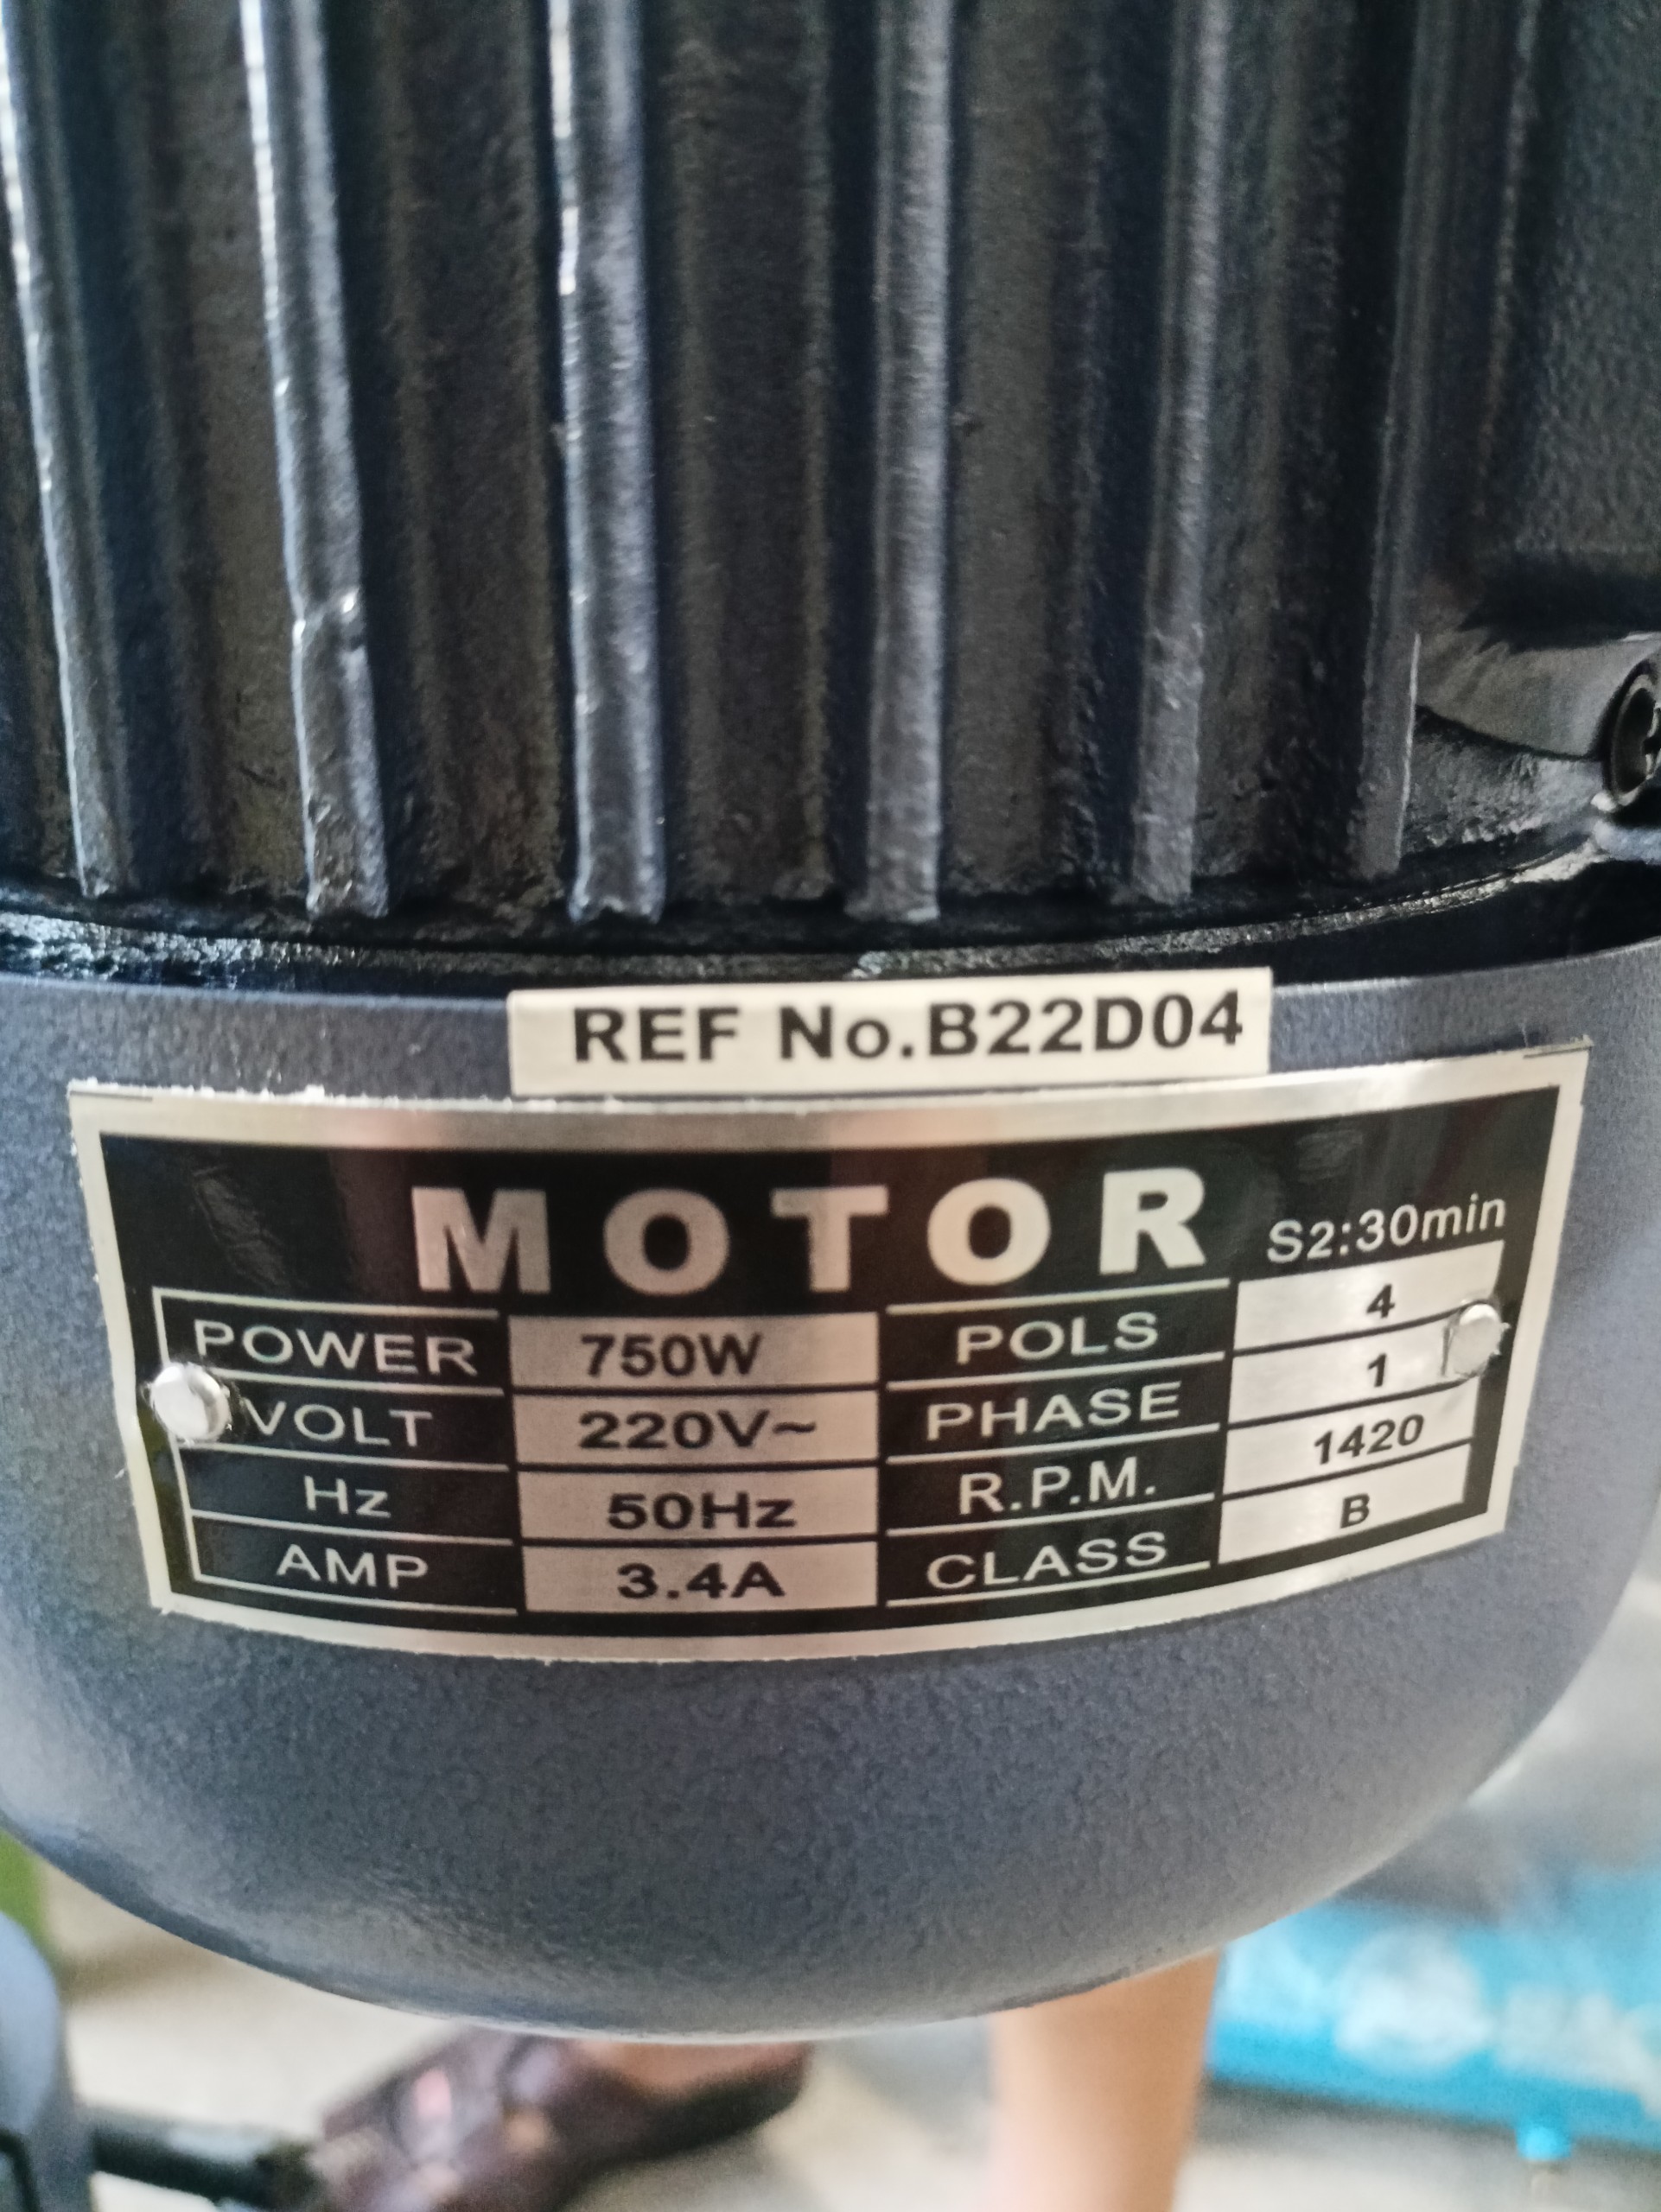 REF No.B22D04
MOTOR S2:30min
POWER 750W POLS 4
VOLT 220V~ PHASE 1
Hz 50Hz R.P.M. 1420
AMP 3.4A CLASS B